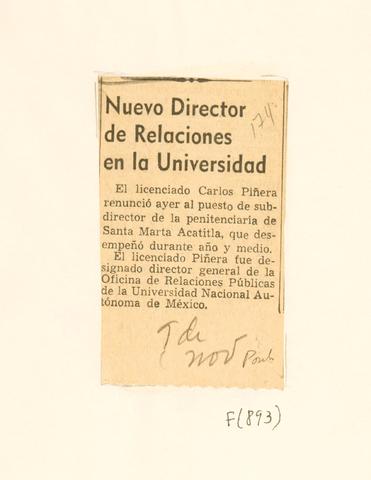 Nuevo Director
de Relaciones
en la Universidad
174
El licenciado Carlos Piñera
renunció ayer al puesto de sub-
director de la penitenciaría de
Santa Marta Acatitla, que des-
empeñó durante año y medio.
El licenciado Piñera fue de-
signado director general de la
Oficina de Relaciones Públicas
de la Universidad Nacional Au-
tónoma de México.
de
nov
F(893)